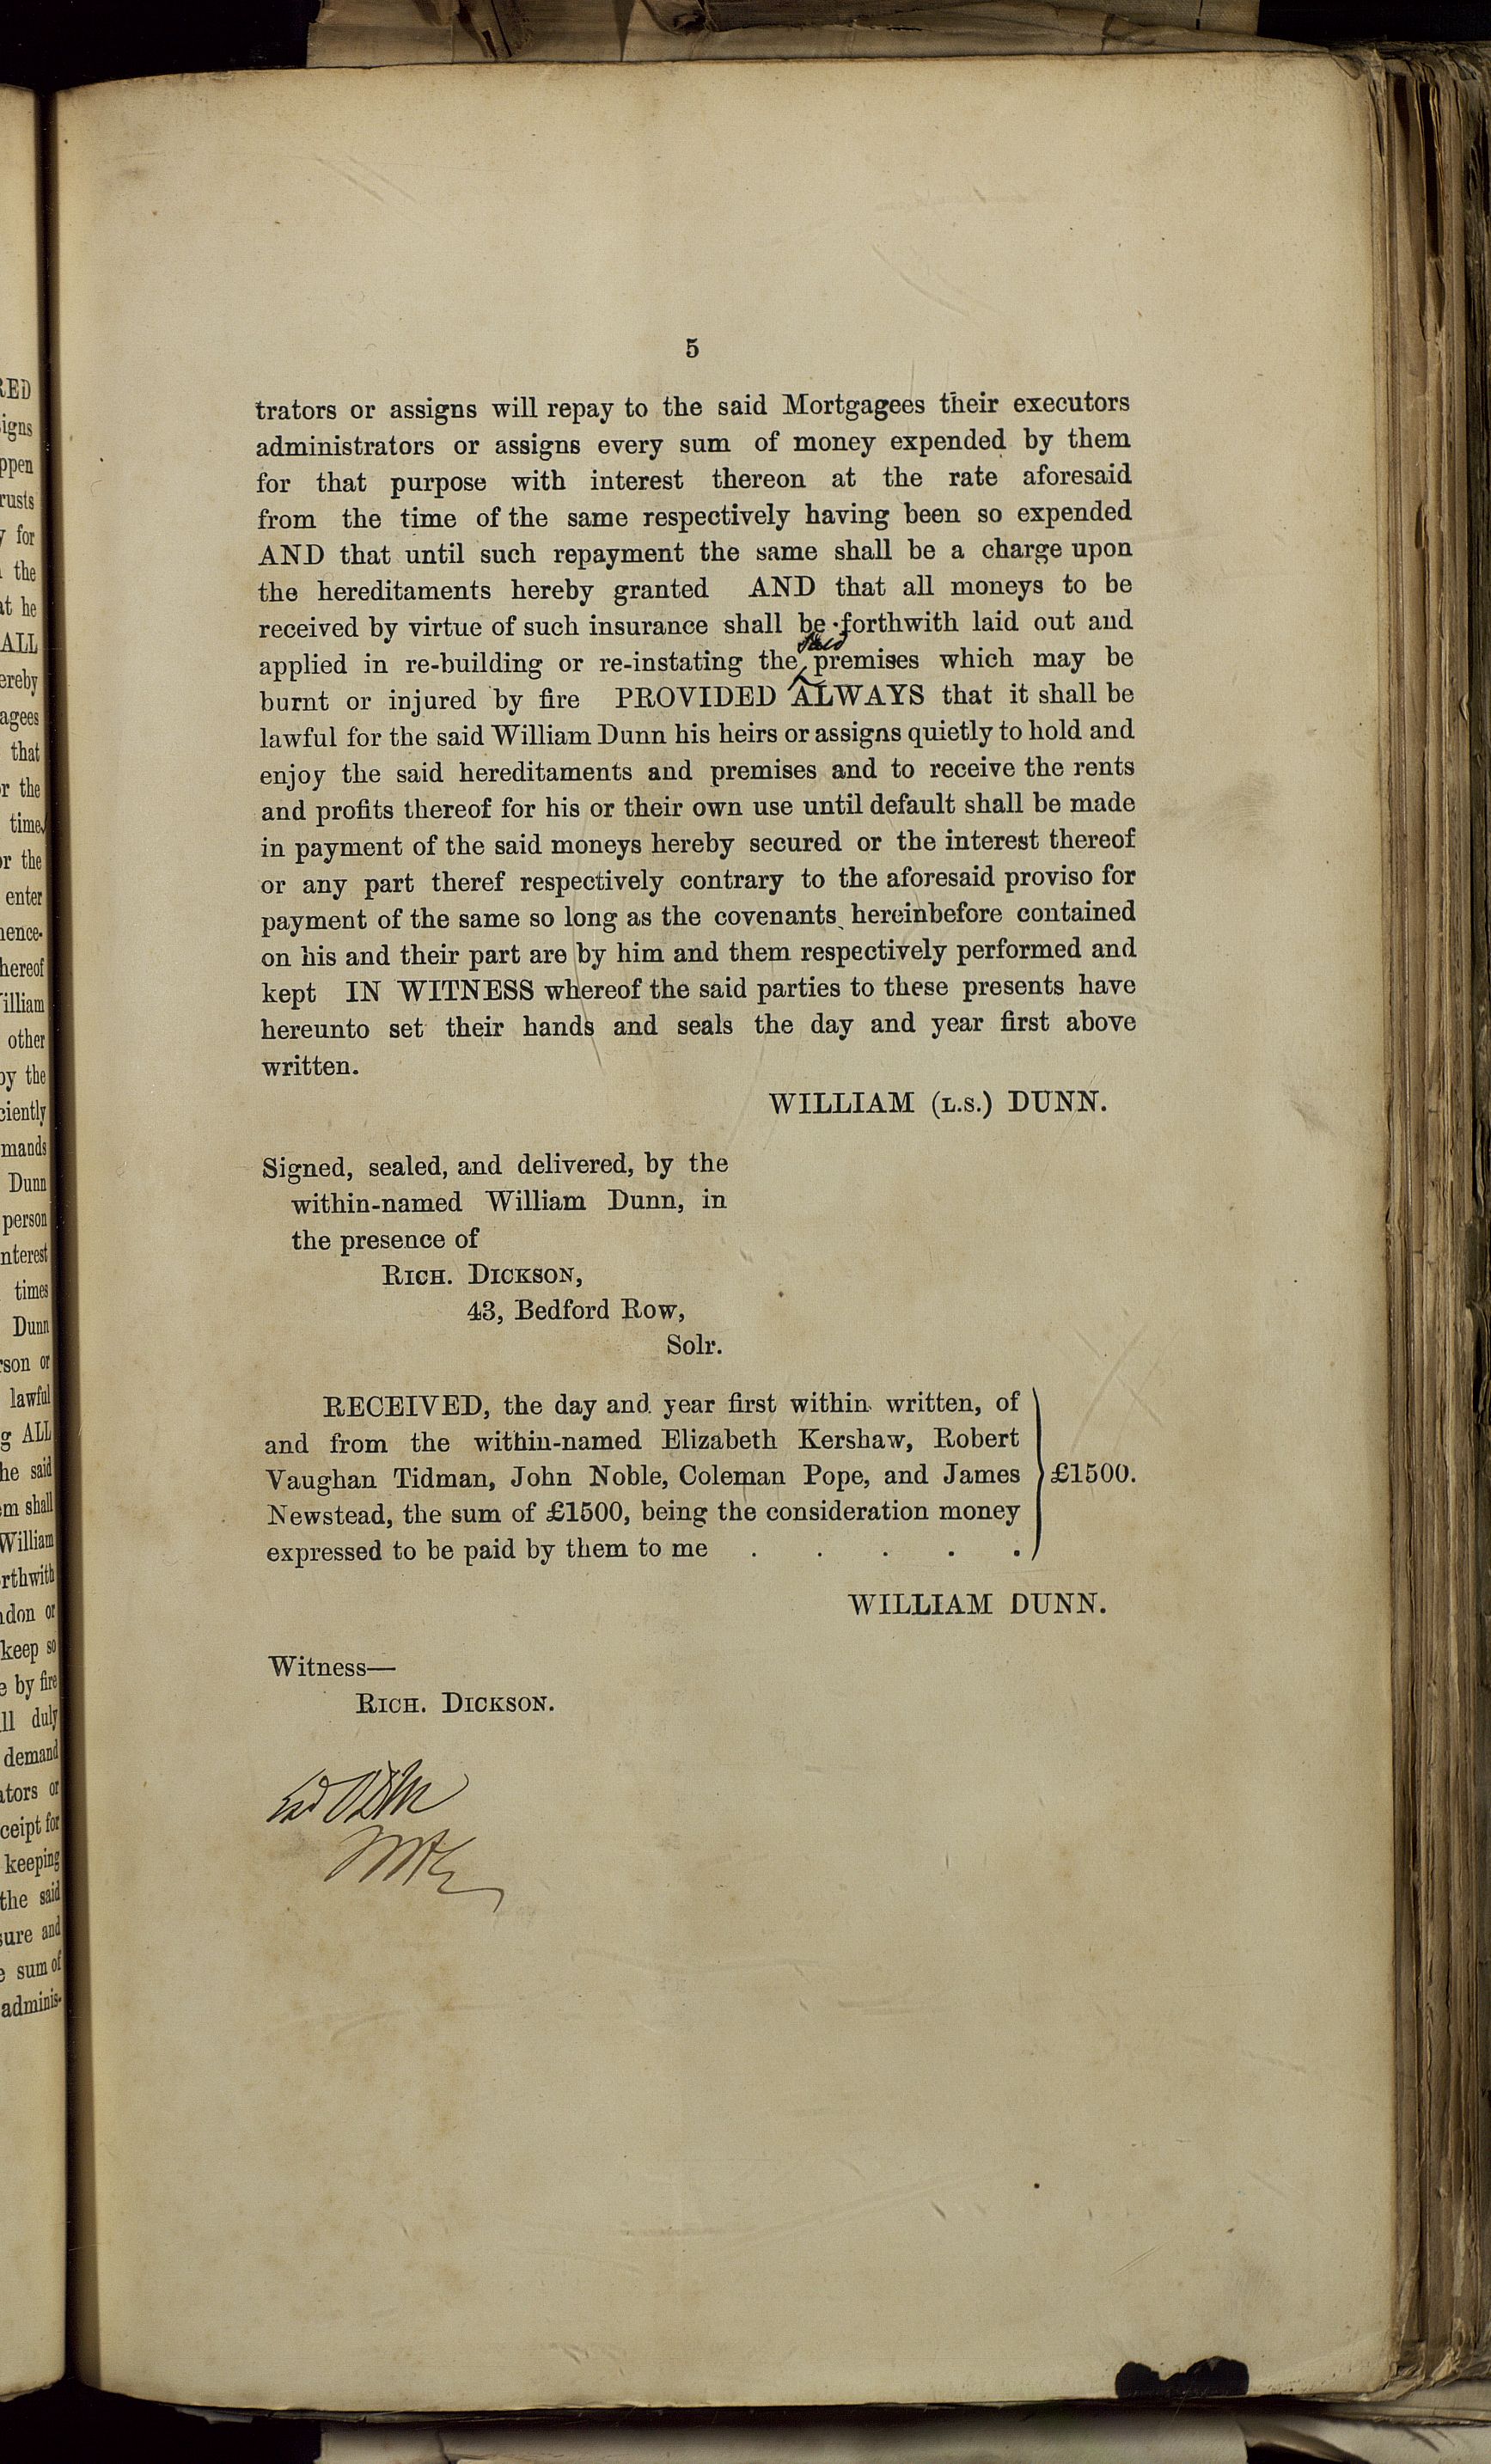 5
trators or assigns will repay to the said Mortgagees their executors
administrators or assigns every sum of money expended by them
for that purpose with interest thereon at the rate aforesaid
from the time of the same respectively having been so expended
AND that until such repayment the same shall be a charge upon
the hereditaments hereby granted AND that all moneys to be
received by virtue of such insurance shall be forthwith laid out and
said
applied in re-building or re-instating the premises which may be
burnt or injured by fire PROVIDED ALWAYS that it shall be
lawful for the said William Dunn his heirs or assigns quietly to hold and
enjoy the said hereditaments and premises and to receive the rents
and profits thereof for his or their own use until default shall be made
in payment of the said moneys hereby secured or the interest thereof
or any part theref respectively contrary to the aforesaid proviso for
payment of the same so long as the covenants hereinbefore contained
on his and their part are by him and them respectively performed and
kept IN WITNESS whereof the said parties to these presents have
hereunto set their hands and seals the day and year first above
written.
WILLIAM (L.S.) DUNN.
Signed, sealed, and delivered, by the
within-named William Dunn, in
the presence of
RICH. DICKSON,
43, Bedford Row,
Solr.
RECEIVED, the day and year first within written, of
and from the within-named Elizabeth Kershaw, Robert
Vaughan Tidman, John Noble, Coleman Pope, and James
Newstead, the sum of £1500, being the consideration money
expressed to be paid by them to me . . . . .
£1500.
WILLIAM DUNN.
Witness—
RICH. DICKSON.